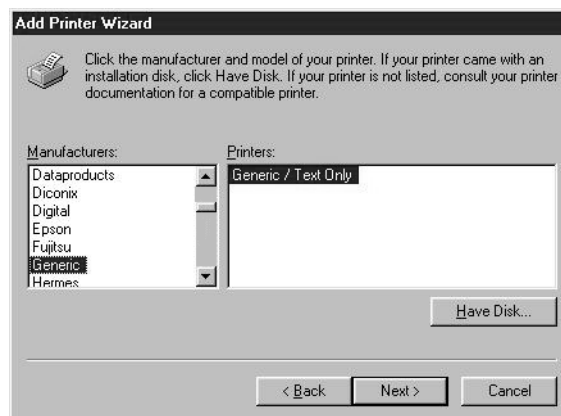 Add Printer Wizard
Click the manufacturer and model of your printer. If your printer came with an
installation disk, click Have Disk. If your printer is not listed, consult your printer
documentation for a compatible printer.
Manufacturers:
Printers:
Dataproducts
Diconix
Digital
Epson
Fujitsu
Generic
Hermes
Generic / Text Only
Have Disk...
< Back
Next >
Cancel